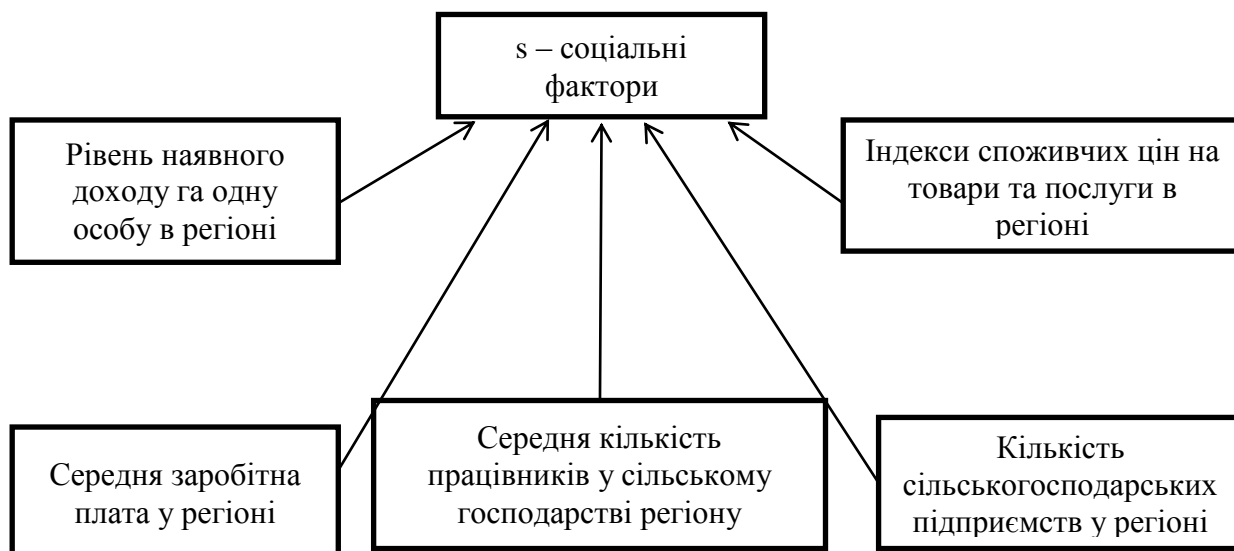 s – соціальні
фактори
Рівень наявного
доходу га одну
особу в регіоні
Індекси споживчих цін на
товари та послуги в
регіоні
Середня заробітна
плата у регіоні
Середня кількість
працівників у сільському
господарстві регіону
Кількість
сільськогосподарських
підприємств у регіоні